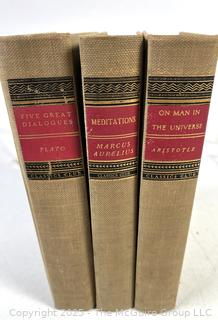 FIVE GREAT
DIALOGUES
PLATO
CLASSICS CLUB
MEDITATIONS
MARCUS
AURELIUS
CLASSICS CLUB
ON MAN IN
THE UNIVERSE
ARISTOTLE
CLASSICS CLUB
Copyright 2025 - The McGuire Group LLC